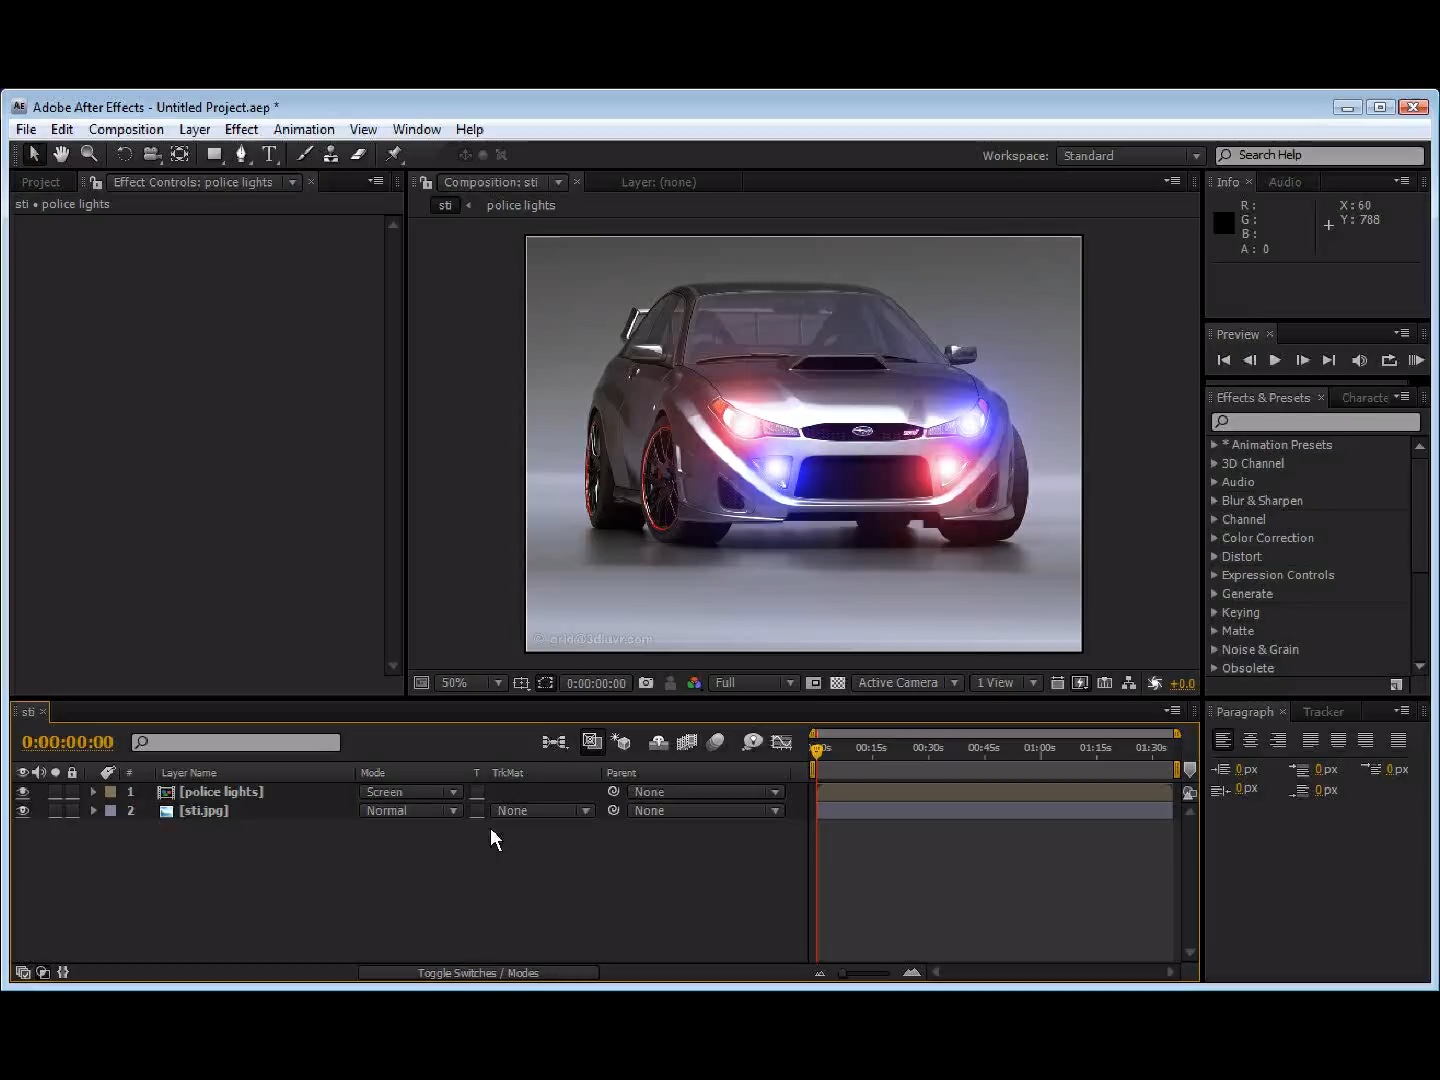 Adobe After Effects - Untitled Project.aep *
File Edit Composition Layer Effect Animation View Window Help
Workspace: Standard Search Help
Project Effect Controls: police lights Composition: sti Layer: (none) Info Audio
sti • police lights
sti police lights
R : X : 60
G : Y : 788
B :
A : 0
Preview
Effects & Presets Characte
* Animation Presets
3D Channel
Audio
Blur & Sharpen
Channel
Color Correction
Distort
Expression Controls
Generate
Keying
Matte
Noise & Grain
Obsolete
50% 0:00:00:00 Full Active Camera 1 View +0.0
sti Paragraph Tracker
0:00:00:00
00:15s 00:30s 00:45s 01:00s 01:15s 01:30s
# Layer Name Mode T TrkMat Parent
1 [police lights] Screen None
2 [sti.jpg] Normal None None
0 px 0 px 0 px
0 px 0 px
Toggle Switches / Modes